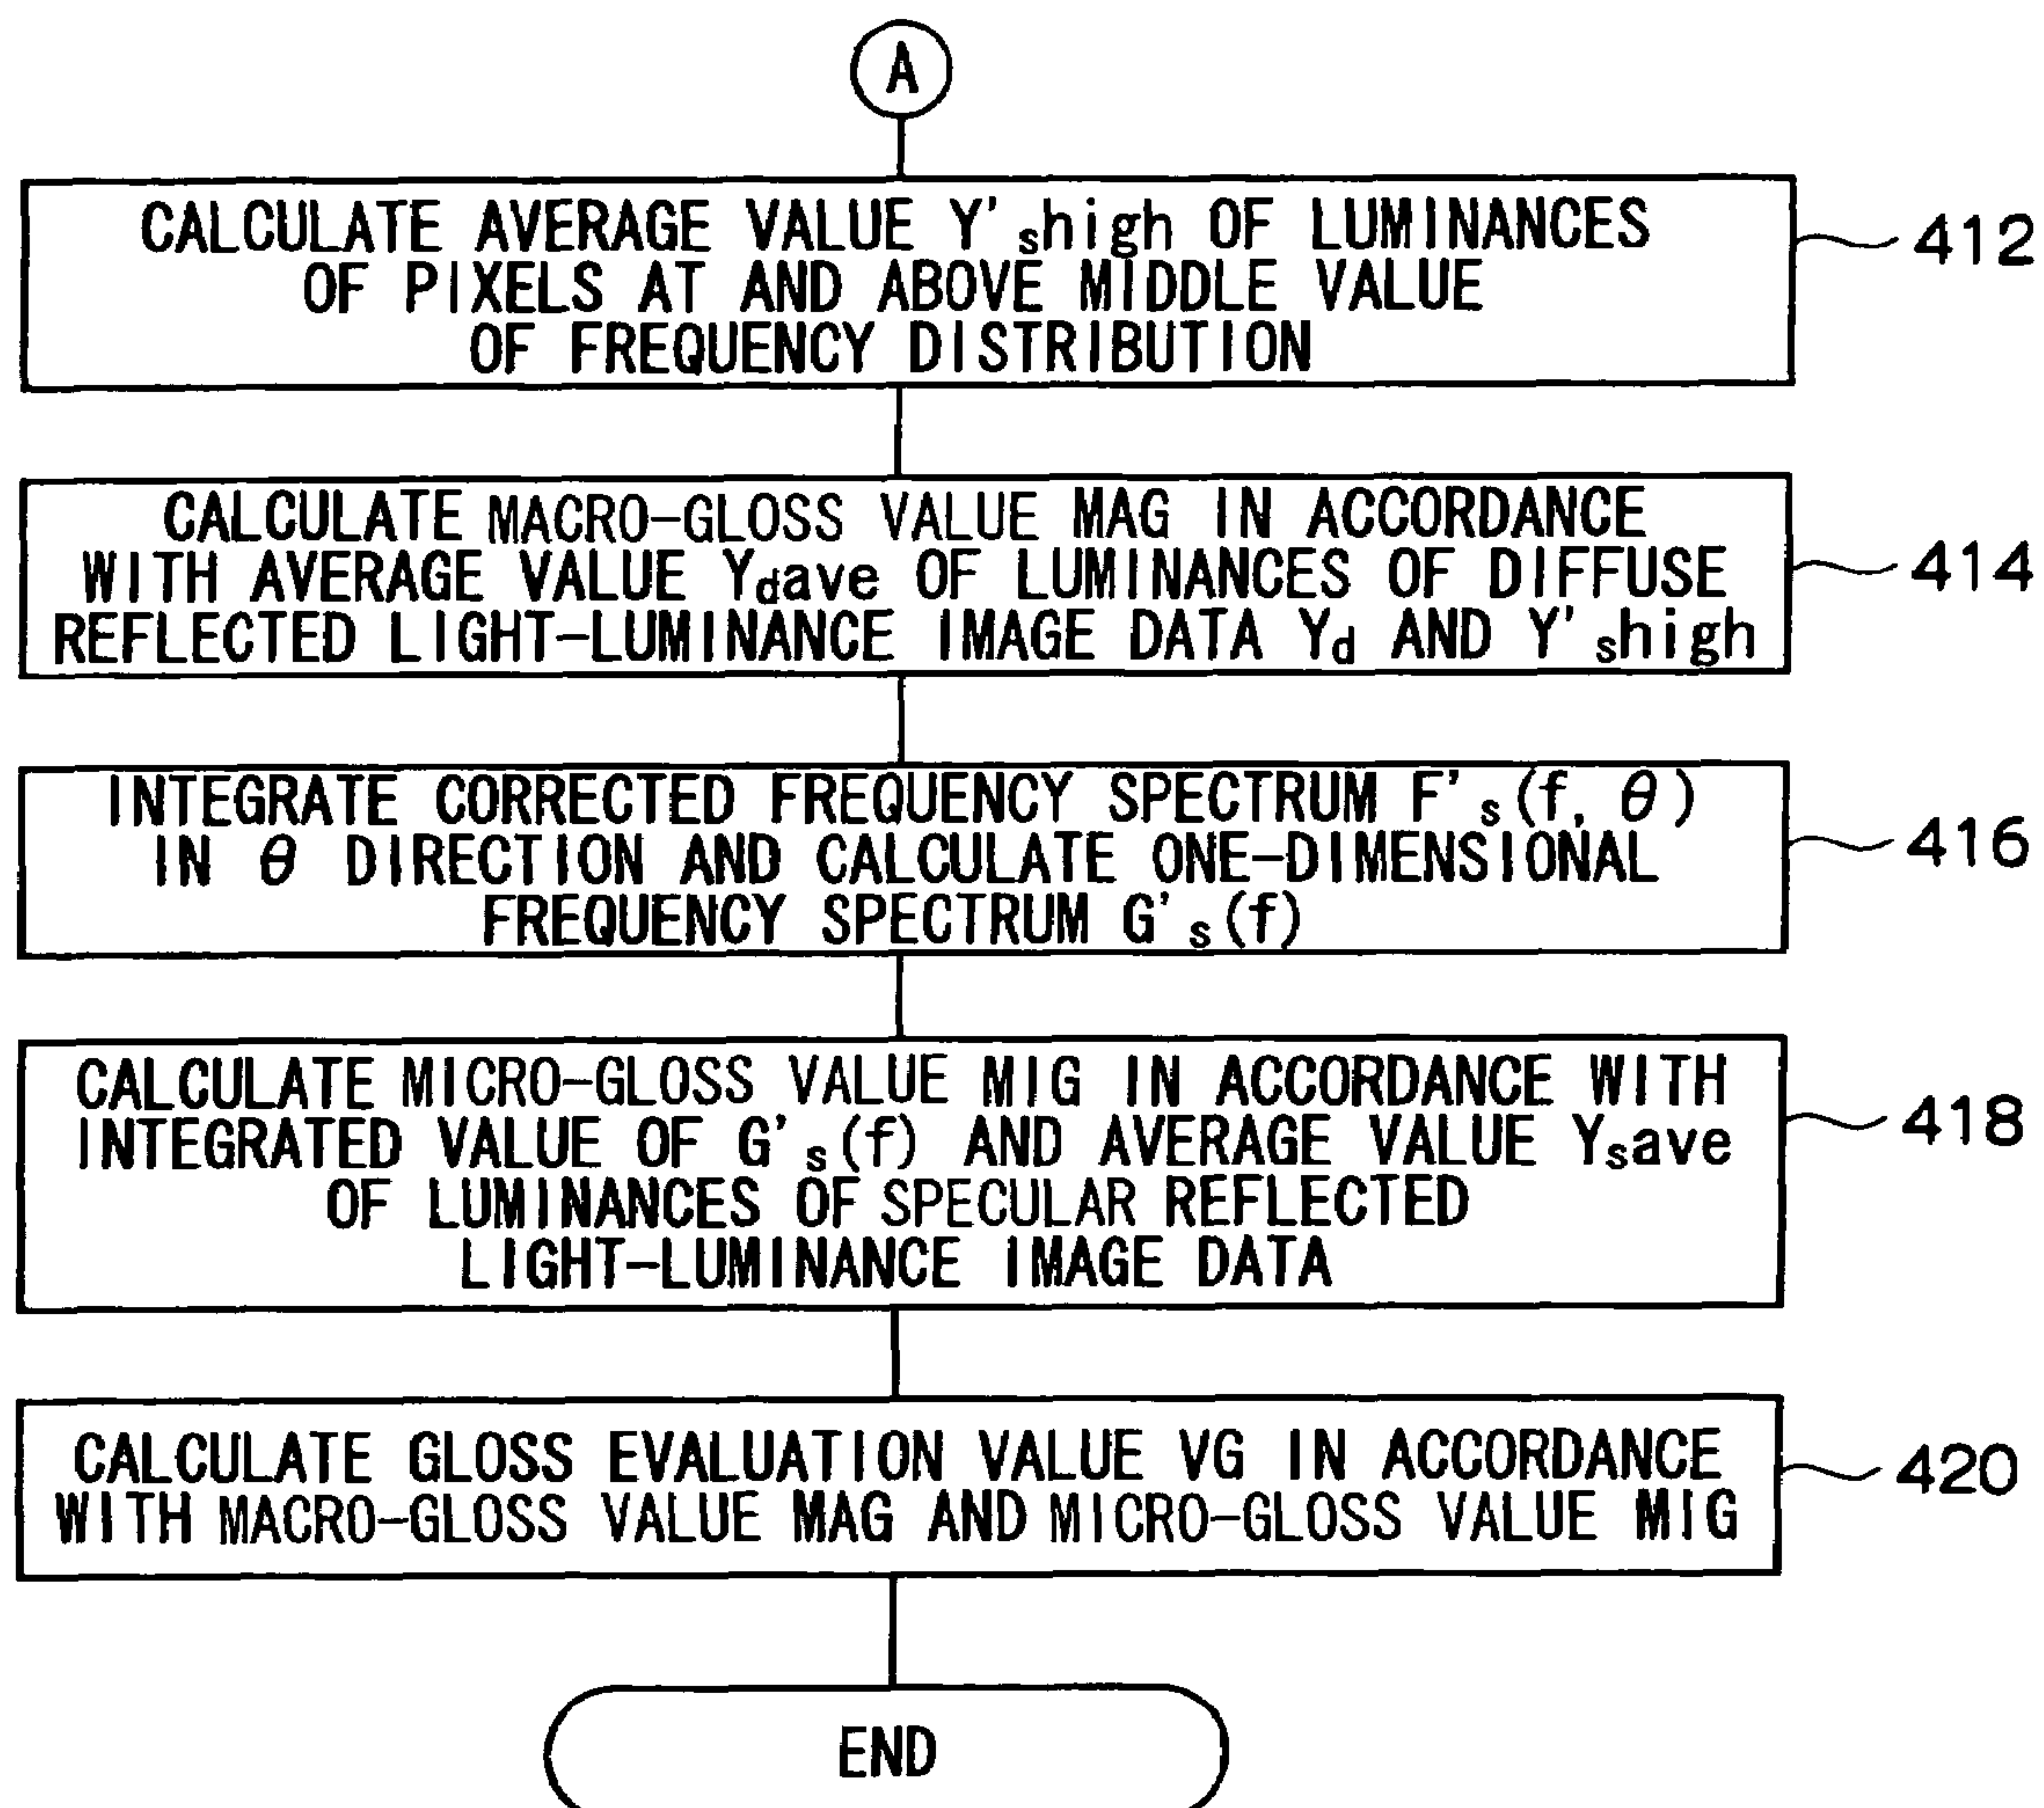 A
CALCULATE AVERAGE VALUE Y'shigh OF LUMINANCES
412
OF PIXELS AT AND ABOVE MIDDLE VALUE
OF FREQUENCY DISTRIBUTION
CALCULATE MACRO-GLOSS VALUE MAG IN ACCORDANCE
WITH AVERAGE VALUE Ydave OF LUMINANCES OF DIFFUSE
414
REFLECTED LIGHT-LUMINANCE IMAGE DATA Yd AND Y'shigh
INTEGRATE CORRECTED FREQUENCY SPECTRUM F's(f, θ)
IN θ DIRECTION AND CALCULATE ONE-DIMENSIONAL
416
FREQUENCY SPECTRUM G's(f)
CALCULATE MICRO-GLOSS VALUE MIG IN ACCORDANCE WITH
INTEGRATED VALUE OF G's(f) AND AVERAGE VALUE Ysave
418
OF LUMINANCES OF SPECULAR REFLECTED
LIGHT-LUMINANCE IMAGE DATA
CALCULATE GLOSS EVALUATION VALUE VG IN ACCORDANCE
420
WITH MACRO-GLOSS VALUE MAG AND MICRO-GLOSS VALUE MIG
END